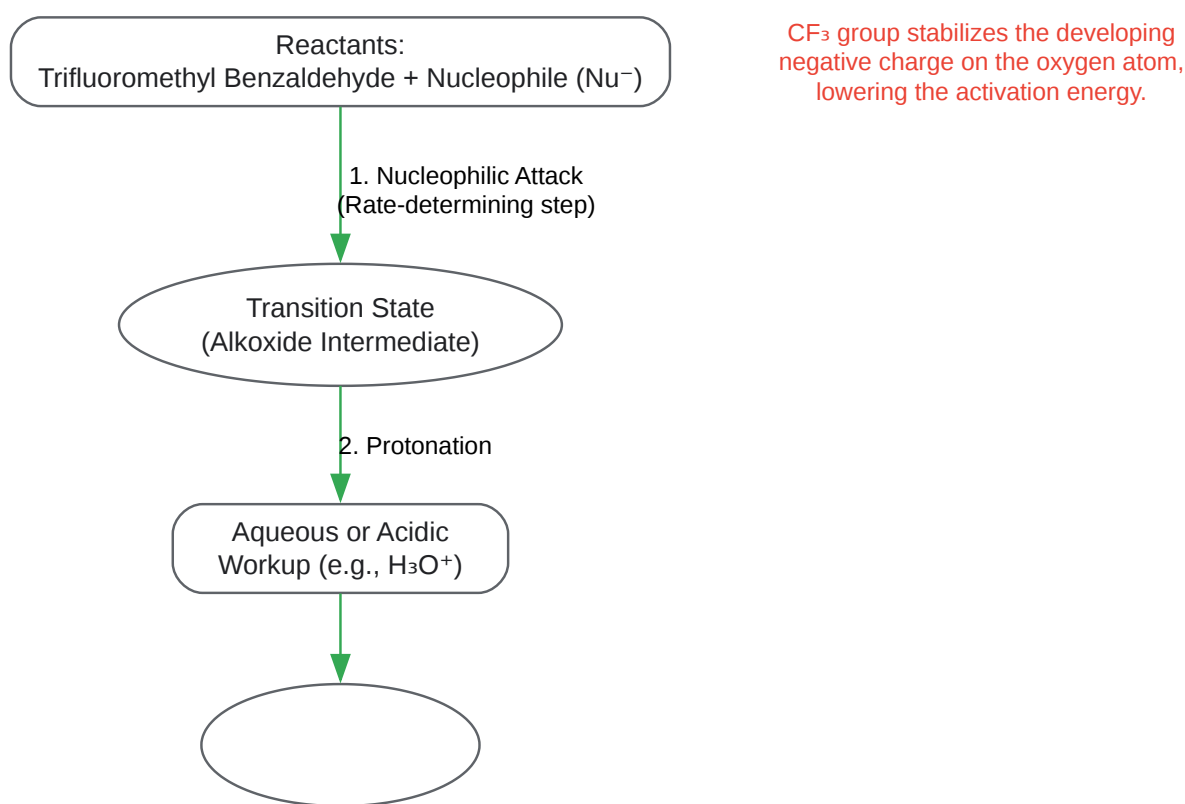 Reactants:
Trifluoromethyl Benzaldehyde + Nucleophile (Nu⁻)
CF₃ group stabilizes the developing
negative charge on the oxygen atom,
lowering the activation energy.
1. Nucleophilic Attack
(Rate-determining step)
Transition State
(Alkoxide Intermediate)
2. Protonation
Aqueous or Acidic
Workup (e.g., H₃O⁺)